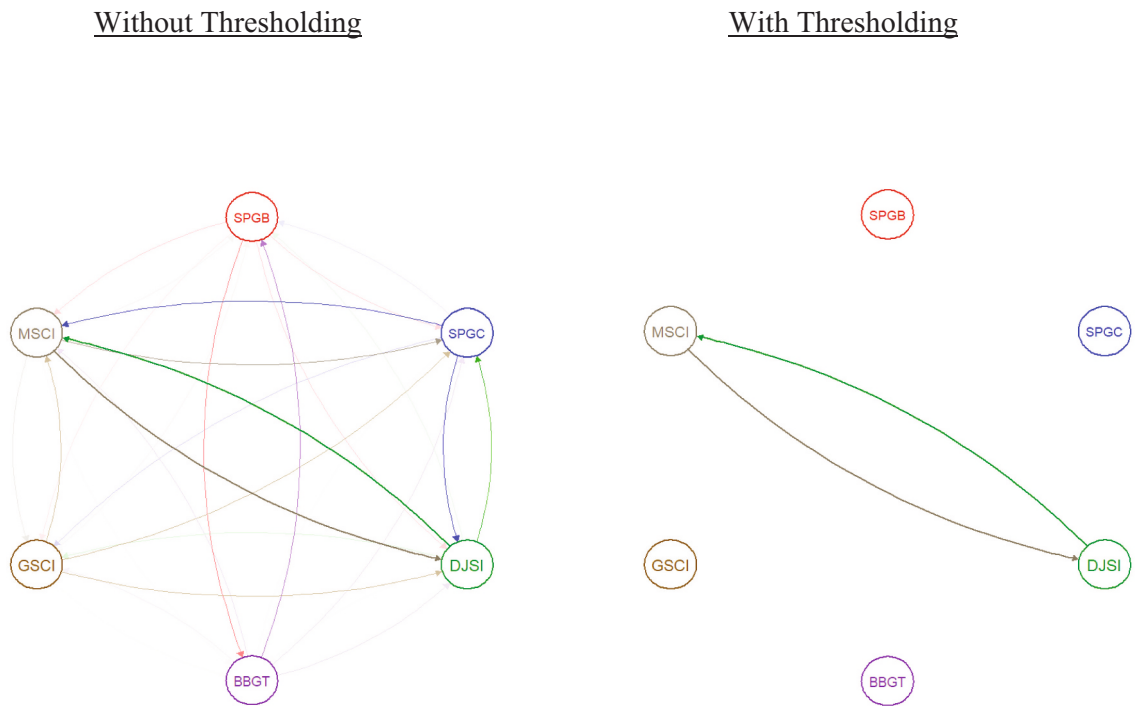 Without Thresholding
With Thresholding
SPGB
MSCI
SPGC
GSCI
DJSI
BBGT
SPGB
MSCI
SPGC
GSCI
DJSI
BBGT